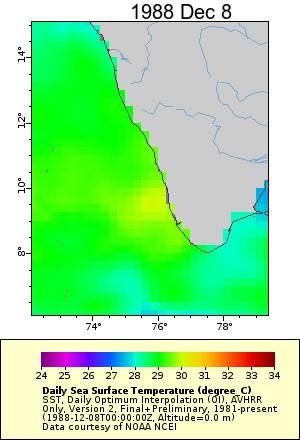 1988 Dec 8
14°
12°
10°
8°
74°
76°
78°
24 25 26 27 28 29 30 31 32 33 34
Daily Sea Surface Temperature (degree_C)
SST, Daily Optimum Interpolation (OI), AVHRR
Only, Version 2, Final+Preliminary, 1981-present
(1988-12-08T00:00:00Z, Altitude=0.0 m)
Data courtesy of NOAA NCEI